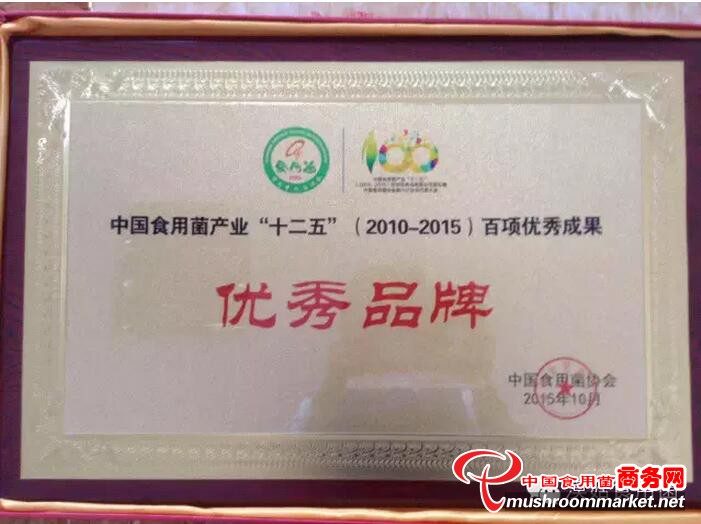 100
中国食用菌产业“十二五”（2010-2015）百项优秀成果
优秀品牌
中国食用菌协会
2015年10月
中国食用菌商务网
mushroommarket.net